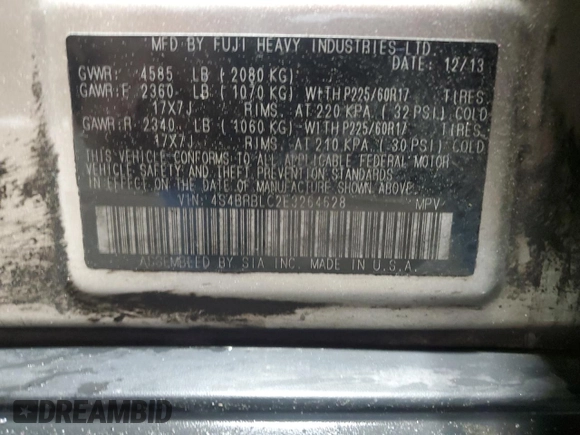 MFD BY FUJI HEAVY INDUSTRIES LTD.
DATE: 12/13
GVWR: 4585 LB (2080 KG)
GAWR:F 2360 LB (1070 KG) WITH P225/60R17 TIRES,
17X7J RIMS, AT 220 KPA, (32 PSI) COLD
GAWR:R 2340 LB (1060 KG) WITH P225/60R17 TIRES,
17X7J RIMS, AT 210 KPA, (30 PSI) COLD
THIS VEHICLE CONFORMS TO ALL APPLICABLE FEDERAL MOTOR
VEHICLE SAFETY, BUMPER, AND THEFT PREVENTION STANDARDS
IN EFFECT ON THE DATE OF MANUFACTURE SHOWN ABOVE.
VIN: 4S4BRBLC2E3264628 MPV
ASSEMBLED BY SIA INC. MADE IN U.S.A.
DREAMBID